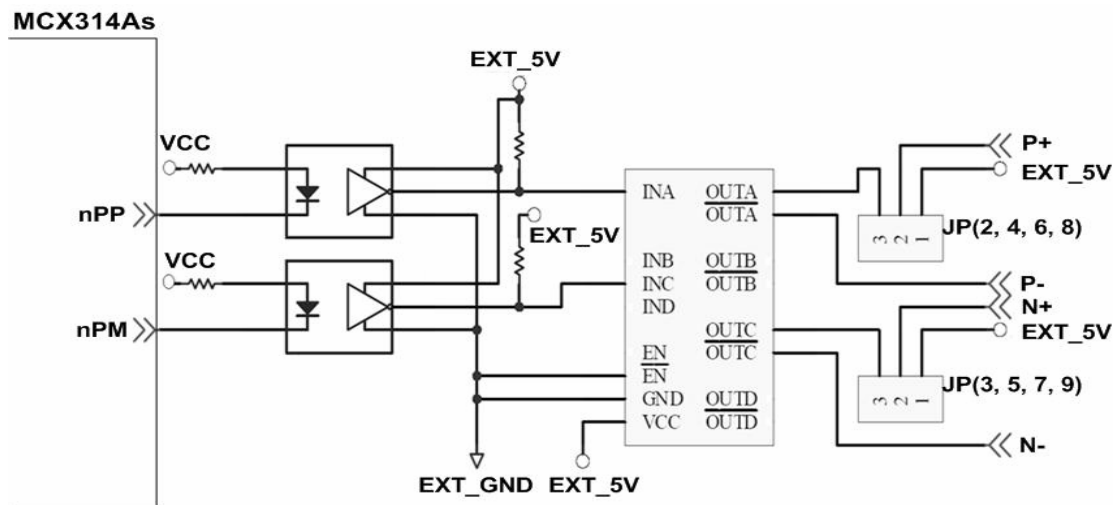 MCX314As
EXT_5V
VCC
P+
EXT_5V
nPP
INA
OUTA
OUTA
EXT_5V
3 2 1
JP(2, 4, 6, 8)
VCC
INB
OUTB
OUTB
P-
INC
N+
IND
nPM
OUTC
OUTC
EXT_5V
EN
EN
3 2 1
JP(3, 5, 7, 9)
GND
OUTD
VCC
OUTD
N-
EXT_GND
EXT_5V